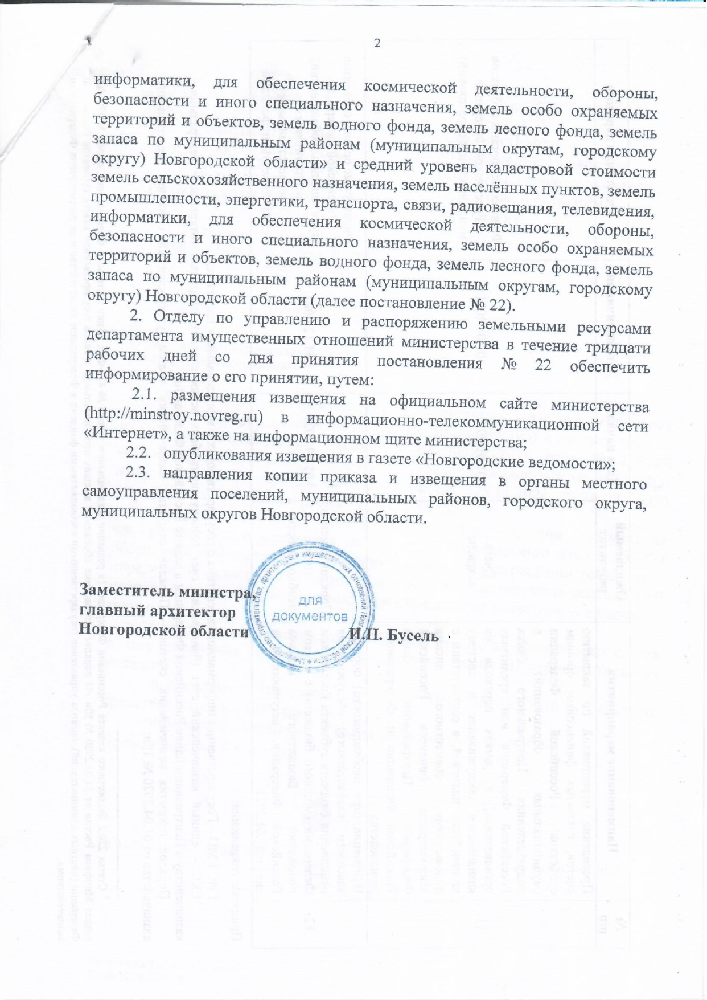 2
информатики, для обеспечения космической деятельности, обороны,
безопасности и иного специального назначения, земель особо охраняемых
территорий и объектов, земель водного фонда, земель лесного фонда, земель
запаса по муниципальным районам (муниципальным округам, городскому
округу) Новгородской области» и средний уровень кадастровой стоимости
земель сельскохозяйственного назначения, земель населённых пунктов, земель
промышленности, энергетики, транспорта, связи, радиовещания, телевидения,
информатики, для обеспечения космической деятельности, обороны,
безопасности и иного специального назначения, земель особо охраняемых
территорий и объектов, земель водного фонда, земель лесного фонда, земель
запаса по муниципальным районам (муниципальным округам, городскому
округу) Новгородской области (далее постановление № 22).
2. Отделу по управлению и распоряжению земельными ресурсами
департамента имущественных отношений министерства в течение тридцати
рабочих дней со дня принятия постановления № 22 обеспечить
информирование о его принятии, путем:
2.1. размещения извещения на официальном сайте министерства
(http://minstroy.novreg.ru) в информационно-телекоммуникационной сети
«Интернет», а также на информационном щите министерства;
2.2. опубликования извещения в газете «Новгородские ведомости»;
2.3. направления копии приказа и извещения в органы местного
самоуправления поселений, муниципальных районов, городского округа,
муниципальных округов Новгородской области.
Заместитель министра,
главный архитектор
Новгородской области И.Н. Бусель
строительства, архитектуры и имущественных отношений
для
документов